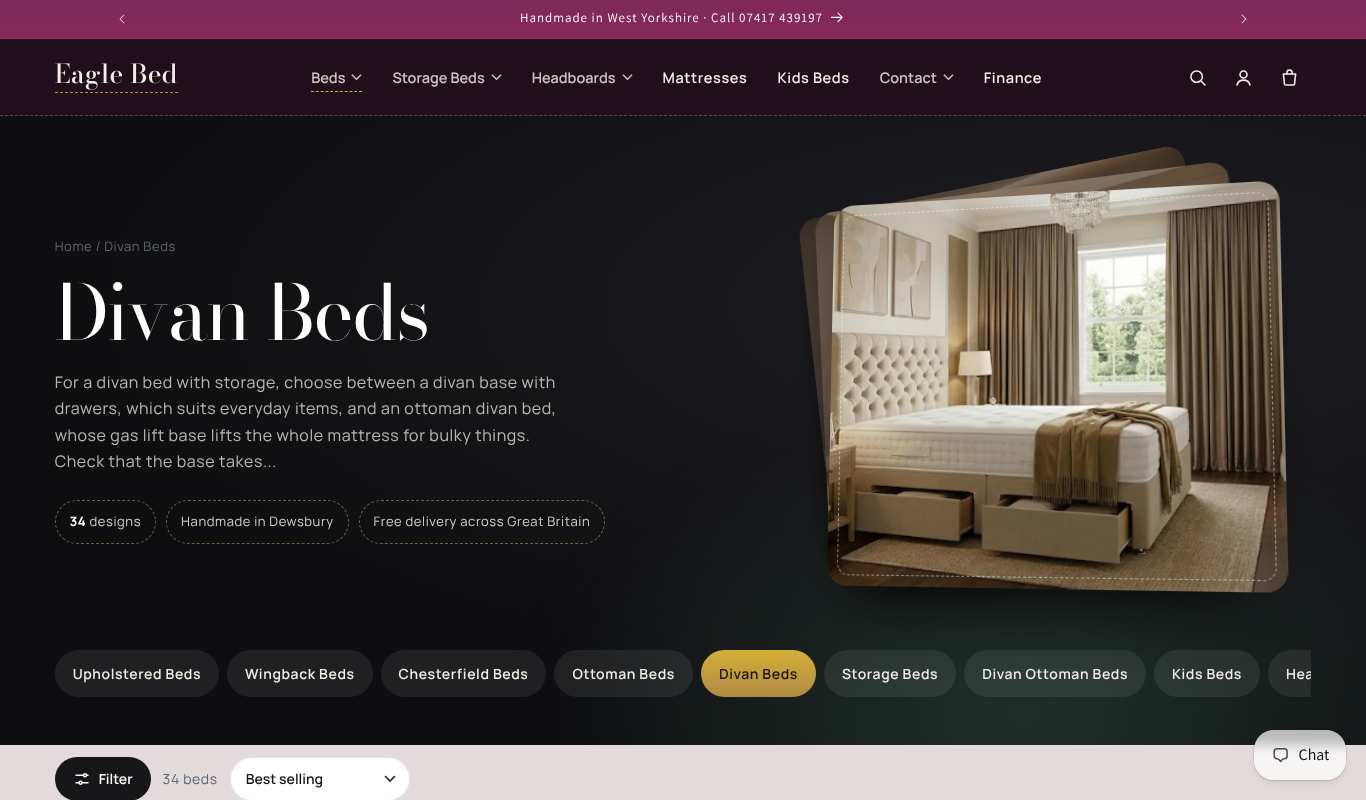 Handmade in West Yorkshire · Call 07417 439197
Eagle Bed
Beds
Storage Beds
Headboards
Mattresses
Kids Beds
Contact
Finance
Home / Divan Beds
Divan Beds
For a divan bed with storage, choose between a divan base with
drawers, which suits everyday items, and an ottoman divan bed,
whose gas lift base lifts the whole mattress for bulky things.
Check that the base takes...
34 designs
Handmade in Dewsbury
Free delivery across Great Britain
Upholstered Beds
Wingback Beds
Chesterfield Beds
Ottoman Beds
Divan Beds
Storage Beds
Divan Ottoman Beds
Kids Beds
Hea
Filter
34 beds
Best selling
Chat